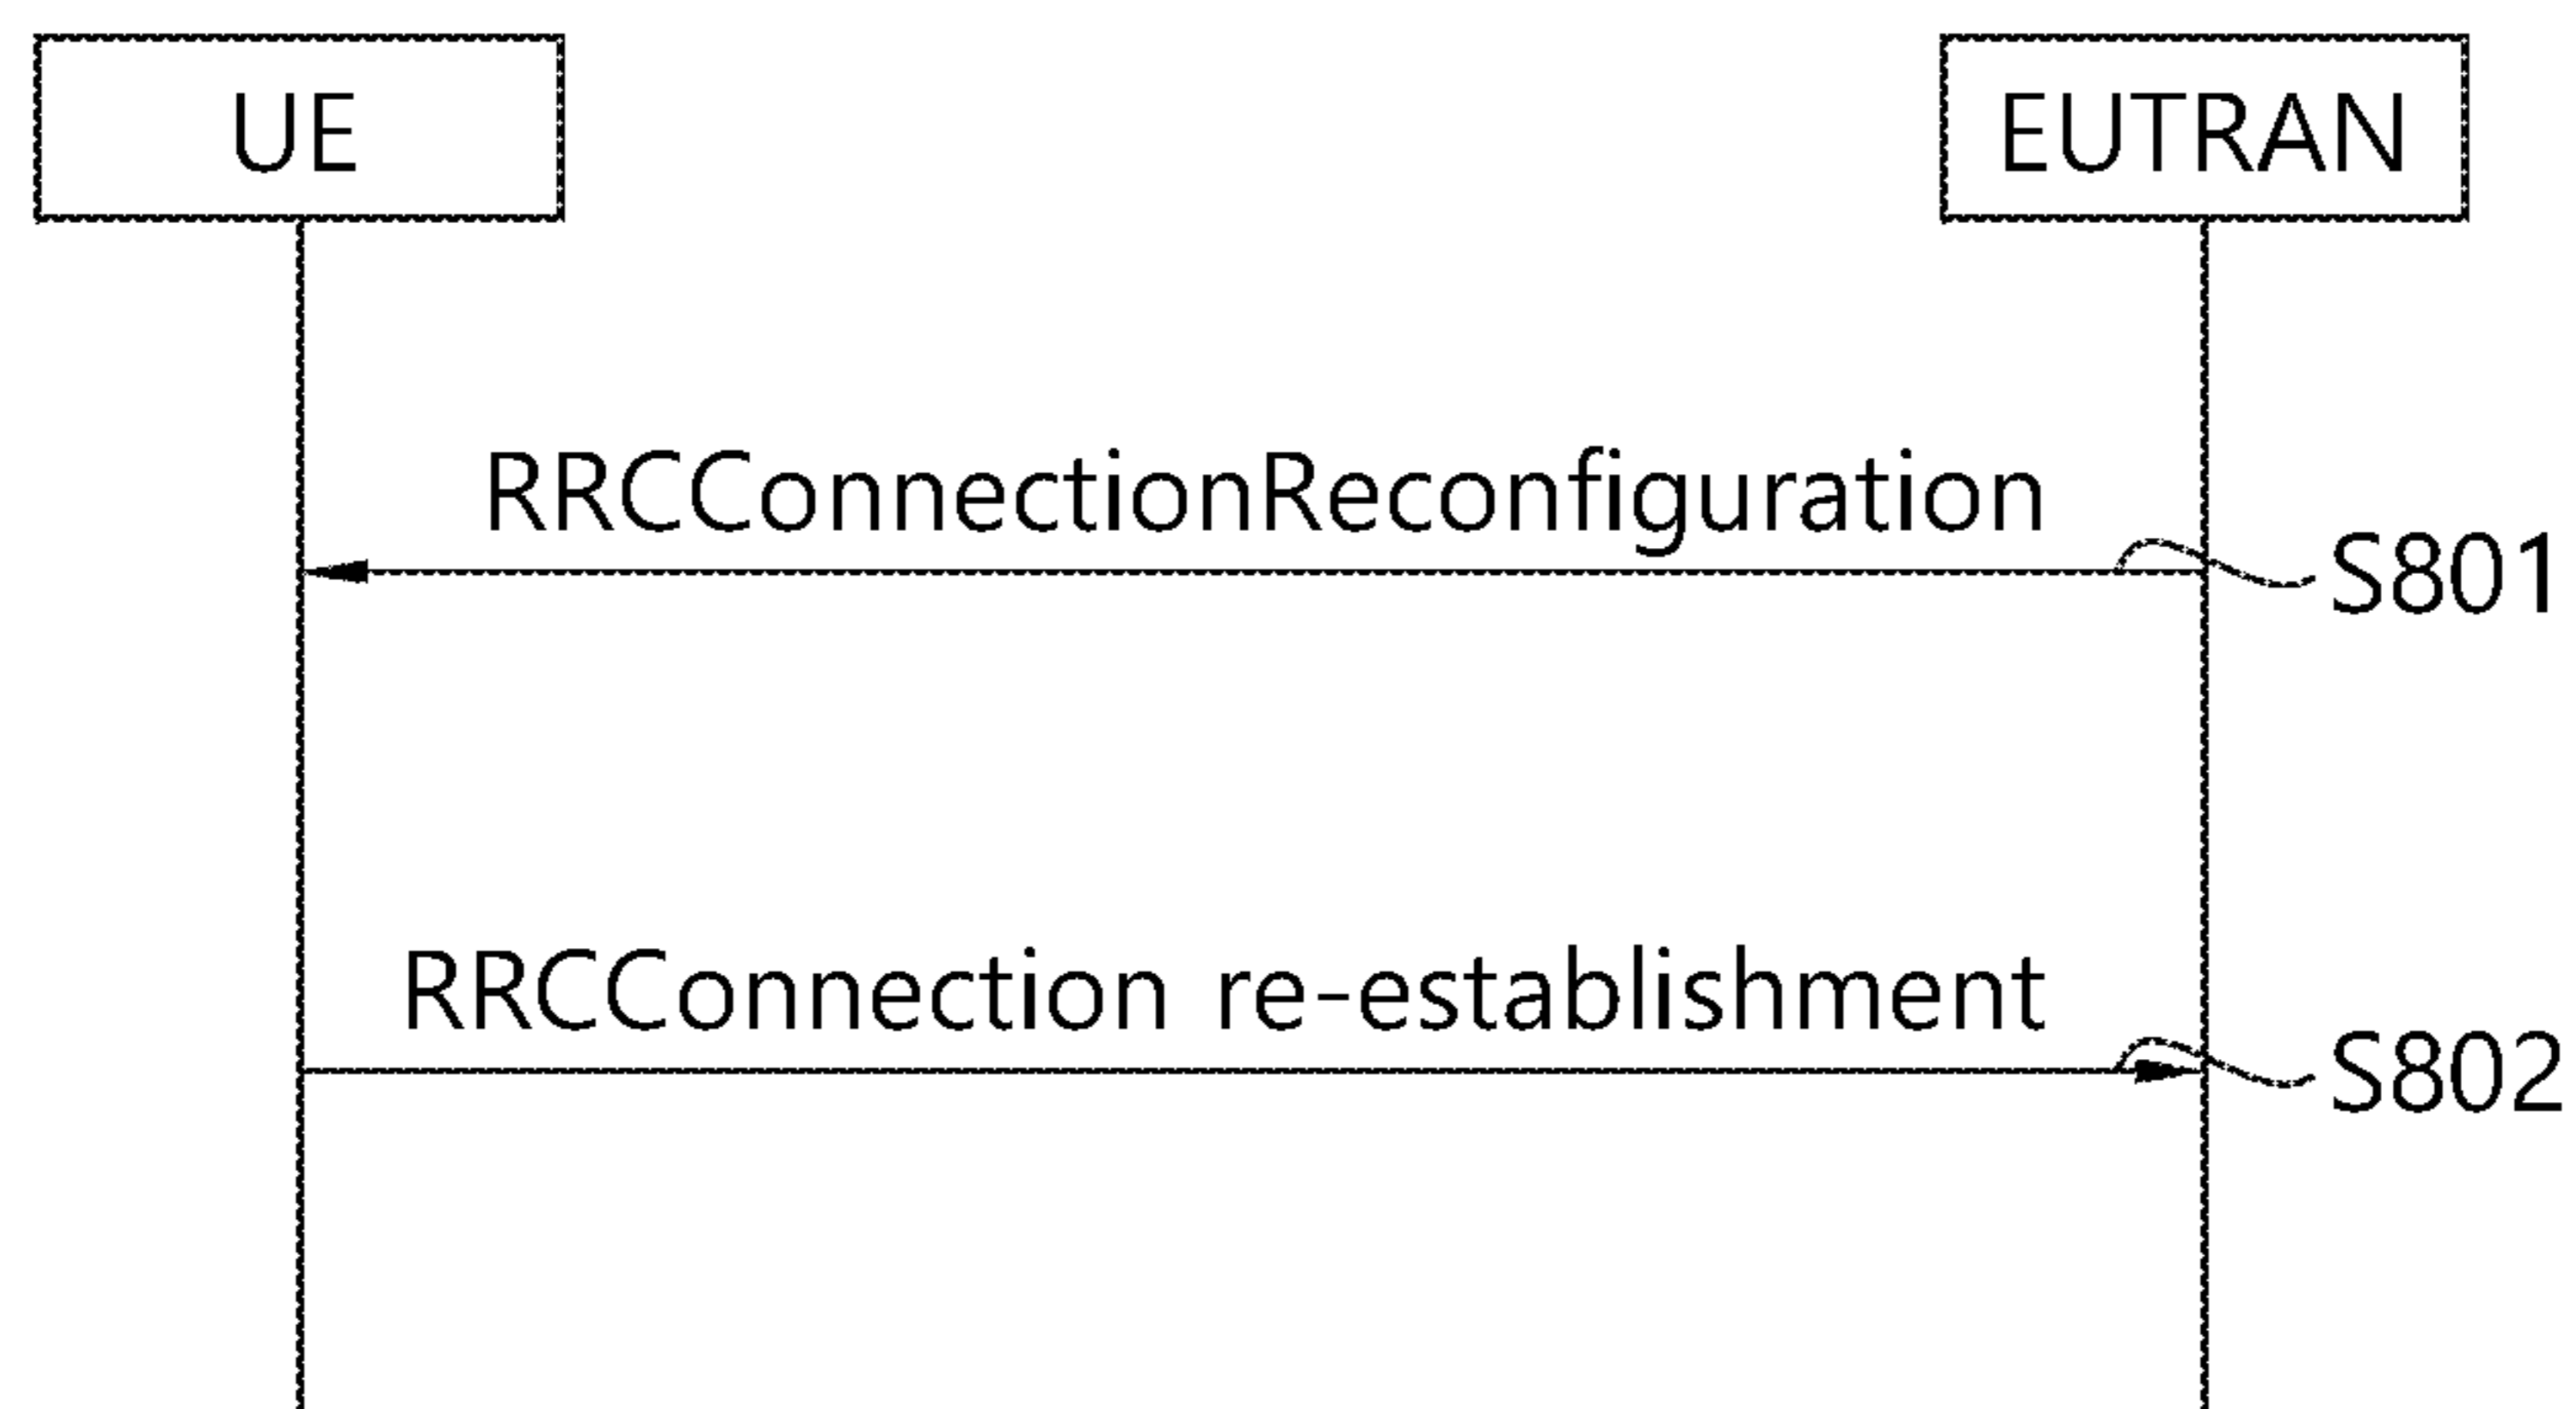 UE
EUTRAN
RRCConnectionReconfiguration
S801
RRCConnection re-establishment
S802